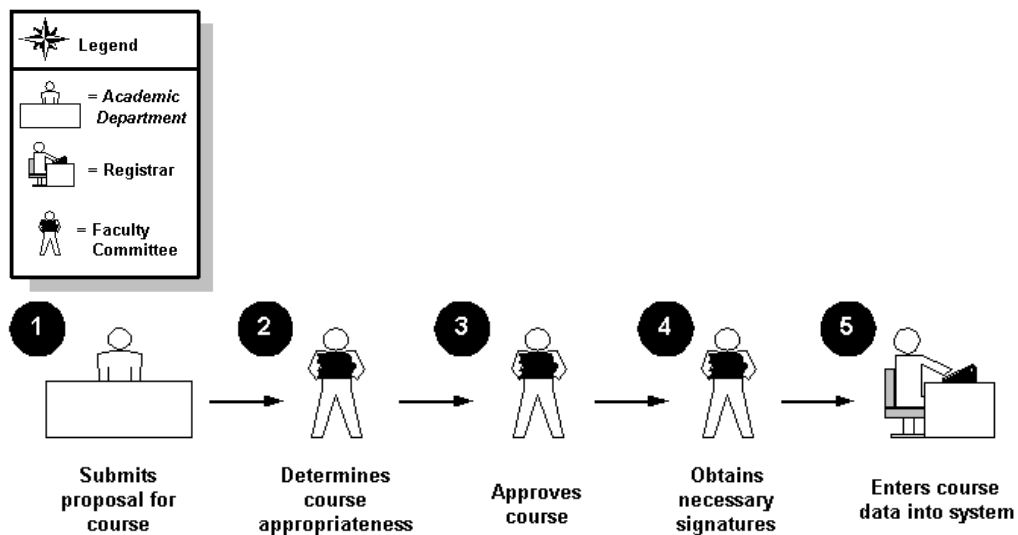 Legend
= Academic
Department
= Registrar
= Faculty
Committee
1
2
3
4
5
Submits
proposal for
course
Determines
course
appropriateness
Approves
course
Obtains
necessary
signatures
Enters course
data into system